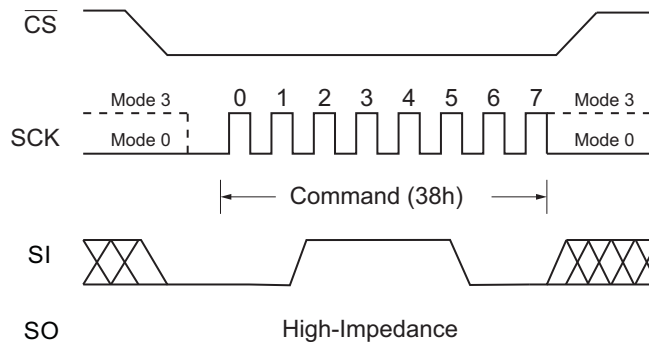 CS
0 1 2 3 4 5 6 7
Mode 3 Mode 3
SCK Mode 0 Mode 0
Command (38h)
SI
SO High-Impedance